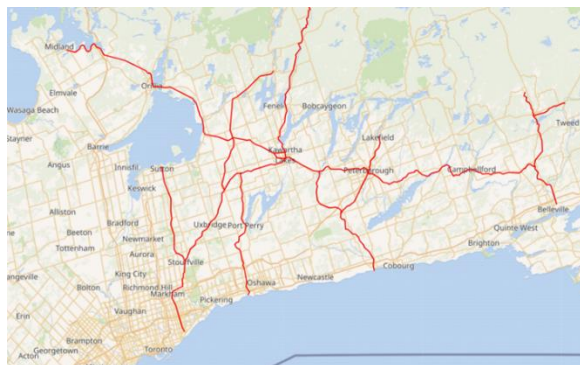 Midland
Elmvale
Orillia
Wasaga Beach
Fenelon
Bobcaygeon
Tweed
Stayner
Barrie
Kawartha
Lakes
Lakefield
Angus
Innisfil
Sutton
Peterborough
Campbellford
Keswick
Alliston
Bradford
Uxbridge
Port Perry
Belleville
Beeton
Newmarket
Quinte West
Tottenham
Aurora
Stouffville
Brighton
King City
Cobourg
Bolton
Richmond Hill
Markham
Oshawa
Newcastle
Pickering
Vaughan
Erin
Brampton
Georgetown
Toronto
Acton